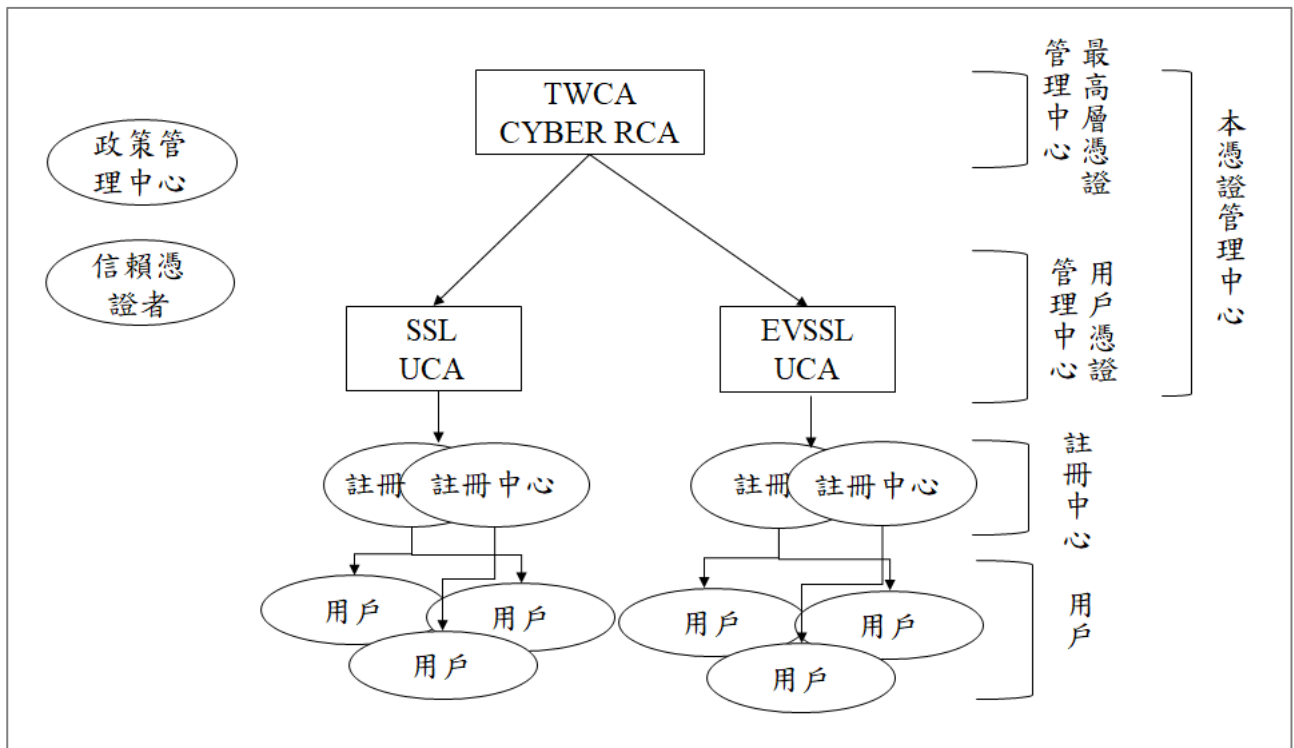 TWCA
CYBER RCA
最高層憑證
管理中心
本憑證管理中心
政策管
理中心
信賴憑
證者
SSL
UCA
EVSSL
UCA
用戶憑證
管理中心
註冊
註冊中心
註冊
註冊中心
註冊中心
用戶
用戶
用戶
用戶
用戶
用戶
用戶